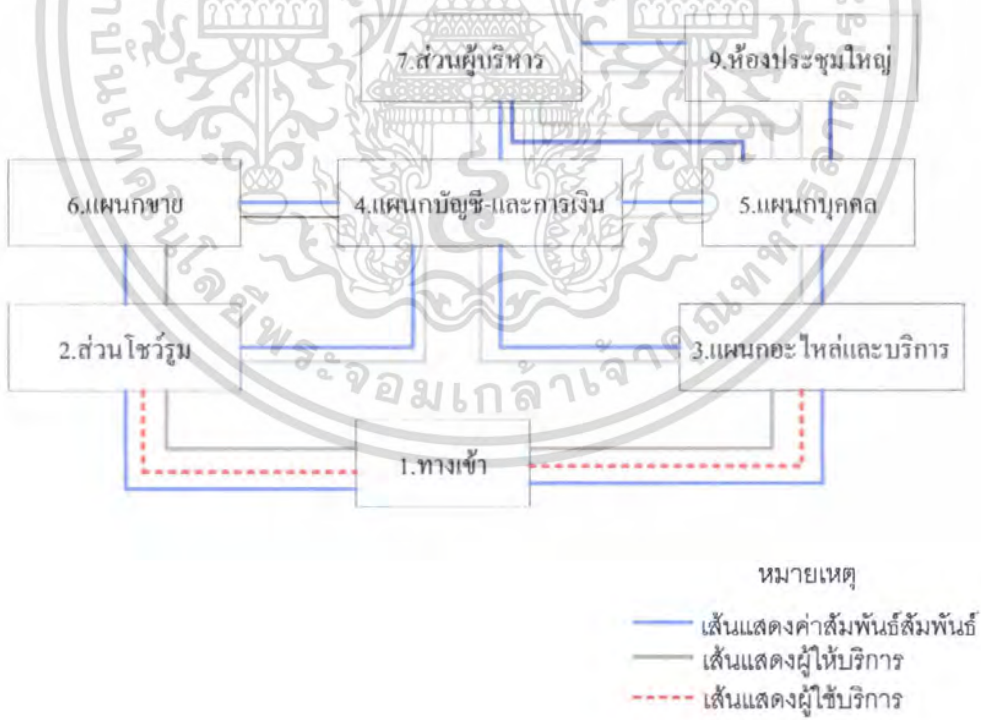 7.ส่วนผู้บริหาร
9.ห้องประชุมใหญ่
6.แผนกขาย
4.แผนกบัญชี-และการเงิน
5.แผนกบุคคล
2.ส่วนโชว์รูม
3.แผนกอะไหล่และบริการ
1.ทางเข้า
หมายเหตุ
เส้นแสดงค่าสัมพันธ์สัมพันธ์
เส้นแสดงผู้ให้บริการ
เส้นแสดงผู้ใช้บริการ